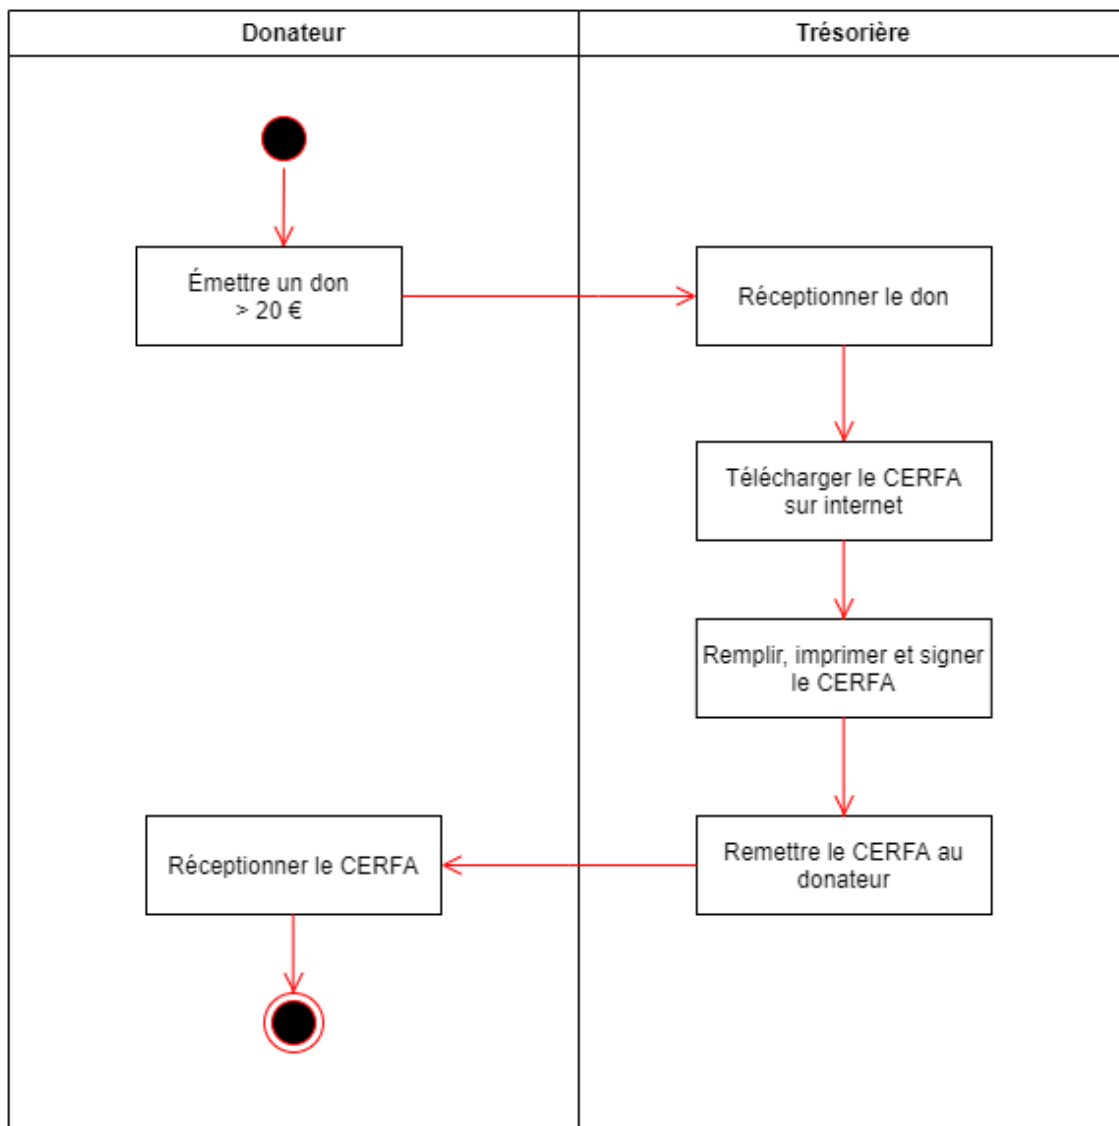 Donateur
Trésorière
Émettre un don
> 20 €
Réceptionner le don
Télécharger le CERFA
sur internet
Remplir, imprimer et signer
le CERFA
Réceptionner le CERFA
Remettre le CERFA au
donateur